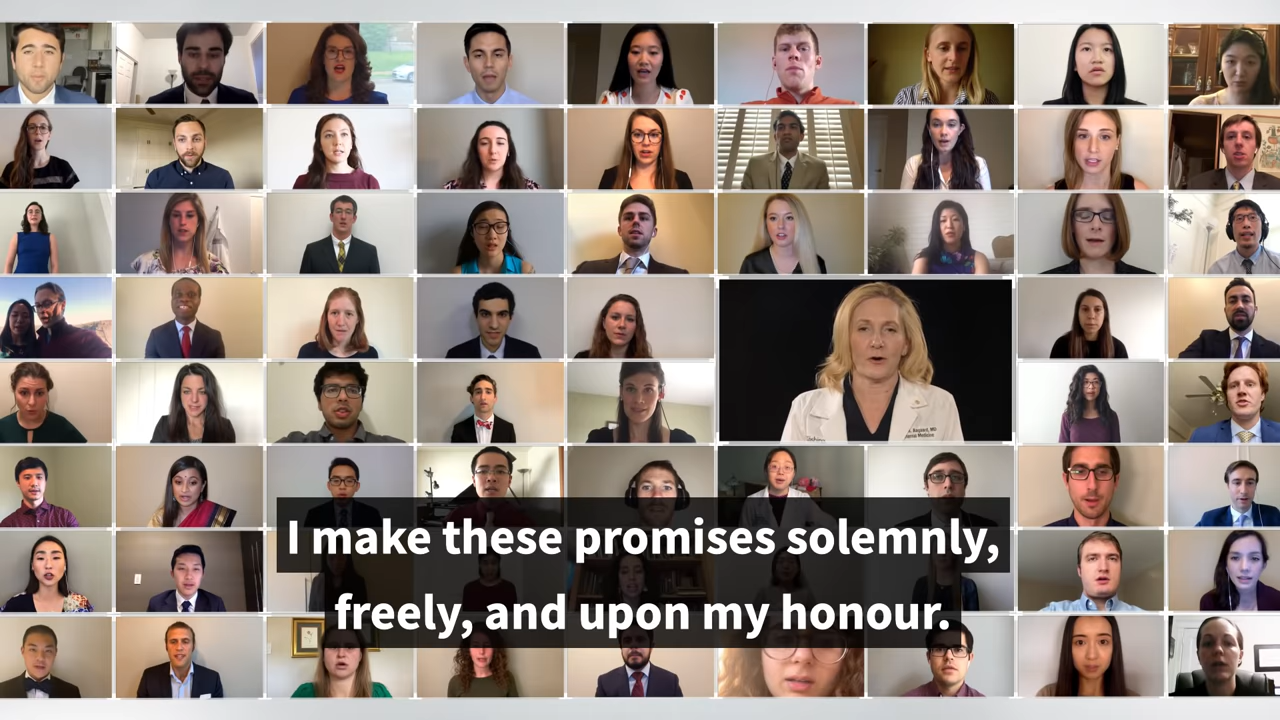 I make these promises solemnly,
freely, and upon my honour.